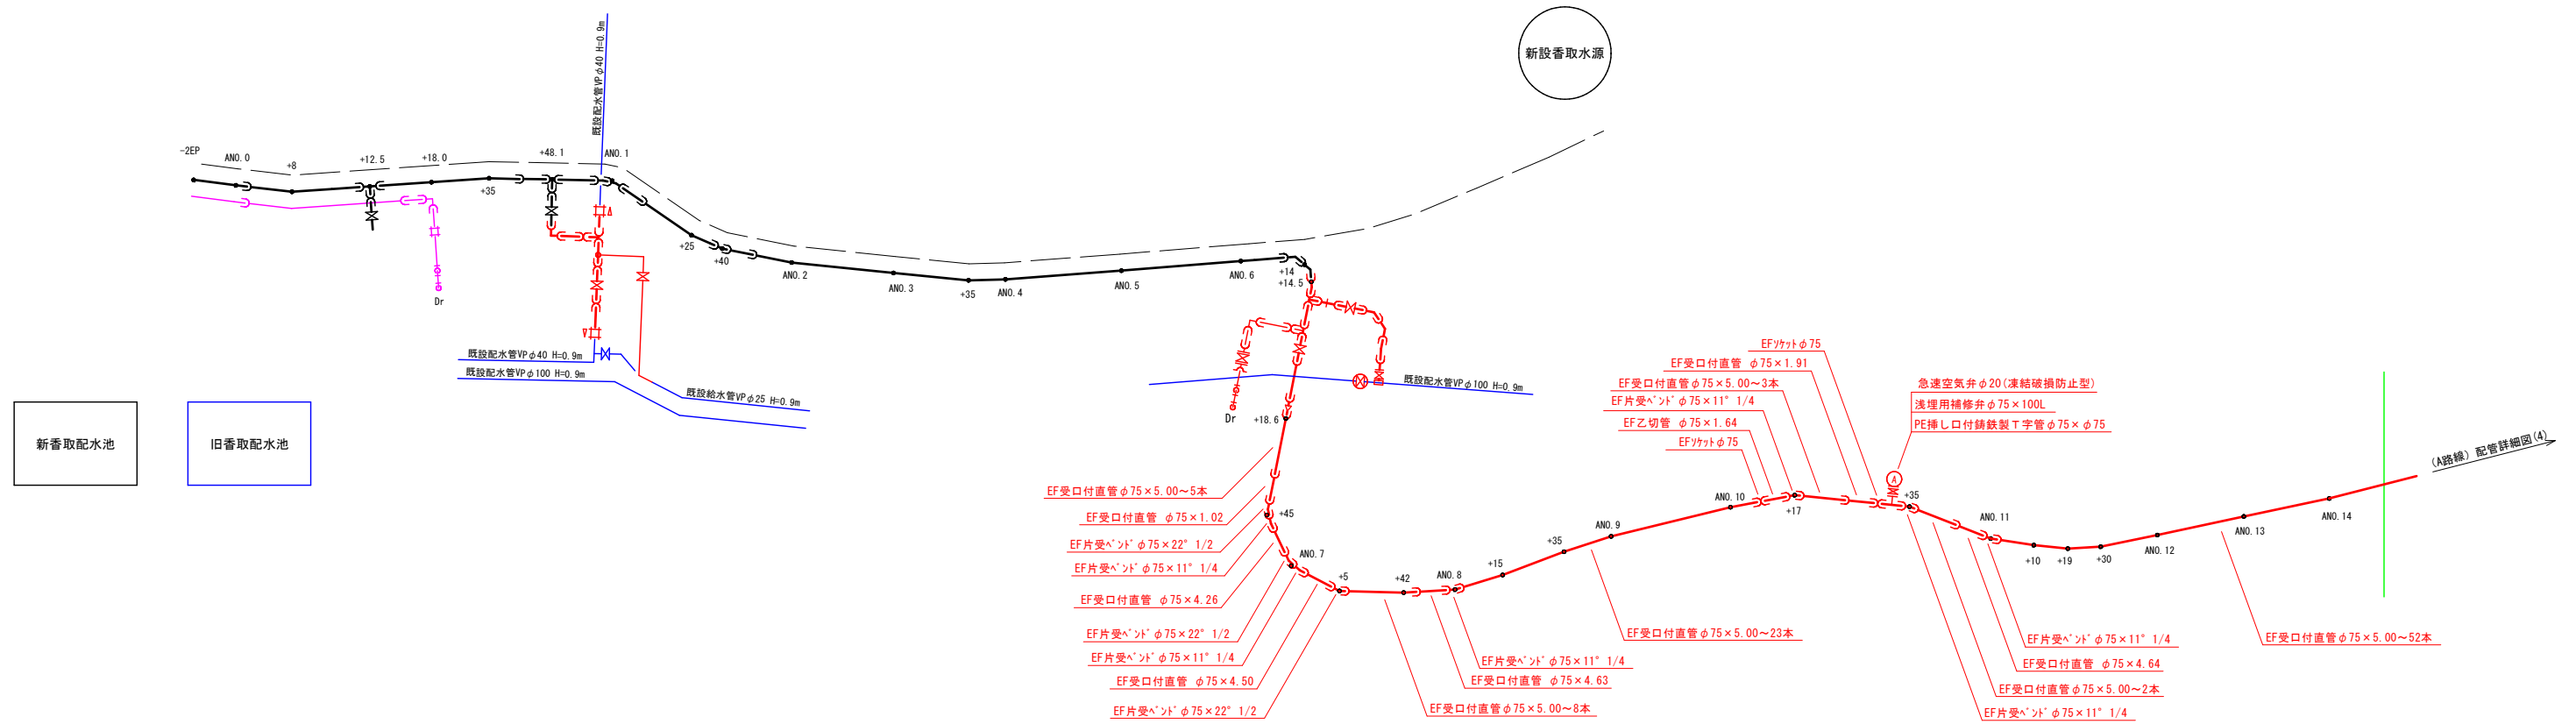 既設配水管VPφ40 H=0.9m
新設香取水源
-2EP
ANO.0
+8
+12.5
+18.0
+35
+48.1
ANO.1
+25
+40
ANO.2
ANO.3
+35
ANO.4
ANO.5
ANO.6
+14
+14.5
Dr
既設配水管VPφ40 H=0.9m
既設配水管VPφ100 H=0.9m
既設給水管VPφ25 H=0.9m
既設配水管VPφ100 H=0.9m
Dr
+18.6
新香取配水池
旧香取配水池
EFソケットφ75
EF受口付直管 φ75×1.91
EF受口付直管φ75×5.00〜3本
EF片受ベンドφ75×11°1/4
EF乙切管 φ75×1.64
EFソケットφ75
急速空気弁φ20(凍結破損防止型)
浅埋用補修弁φ75×100L
PE挿し口付鋳鉄製T字管φ75×φ75
A
(A路線) 配管詳細図(4)
EF受口付直管φ75×5.00〜5本
EF受口付直管 φ75×1.02
EF片受ベンドφ75×22°1/2
EF片受ベンドφ75×11°1/4
EF受口付直管 φ75×4.26
EF片受ベンドφ75×22°1/2
EF片受ベンドφ75×11°1/4
EF受口付直管 φ75×4.50
EF片受ベンドφ75×22°1/2
+45
ANO.7
+5
+42
ANO.8
+15
+35
ANO.9
ANO.10
+17
+35
ANO.11
+10
+19
+30
ANO.12
ANO.13
ANO.14
EF受口付直管φ75×5.00〜23本
EF片受ベンドφ75×11°1/4
EF受口付直管 φ75×4.63
EF受口付直管φ75×5.00〜8本
EF受口付直管φ75×5.00〜52本
EF片受ベンドφ75×11°1/4
EF受口付直管 φ75×4.64
EF受口付直管φ75×5.00〜2本
EF片受ベンドφ75×11°1/4